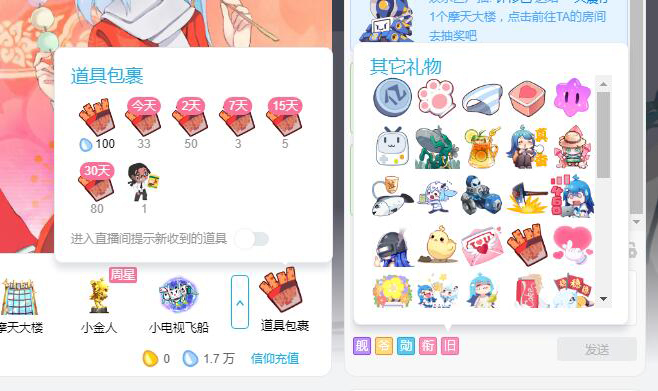 道具包裹
今天 2天 7天 15天
100 33 50 3 5
30天
80 1
进入直播间提示新收到的道具
周星
摩天大楼 小金人 小电视飞船 道具包裹
0 1.7 万 信仰充值
1个摩天大楼,点击前往TA的房间
去抽奖吧
其它礼物
舰 爷 勋 衔 旧
发送